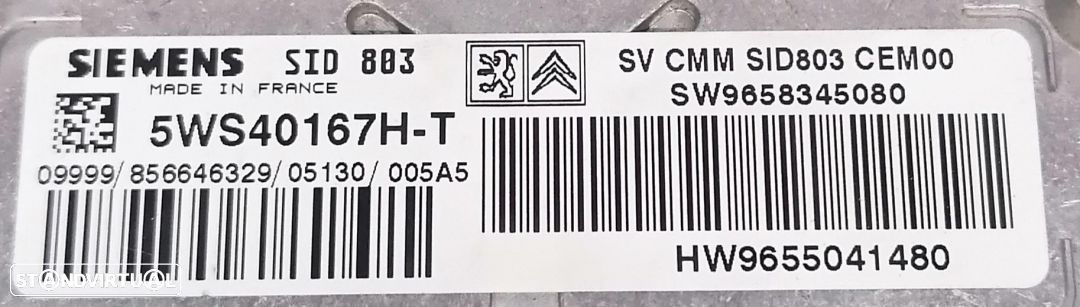 SIEMENS SID 803
MADE IN FRANCE
5WS40167H-T
09999/856646329/05130/005A5
SV CMM SID803 CEM00
SW9658345080
HW9655041480
STANDVIRTUAL